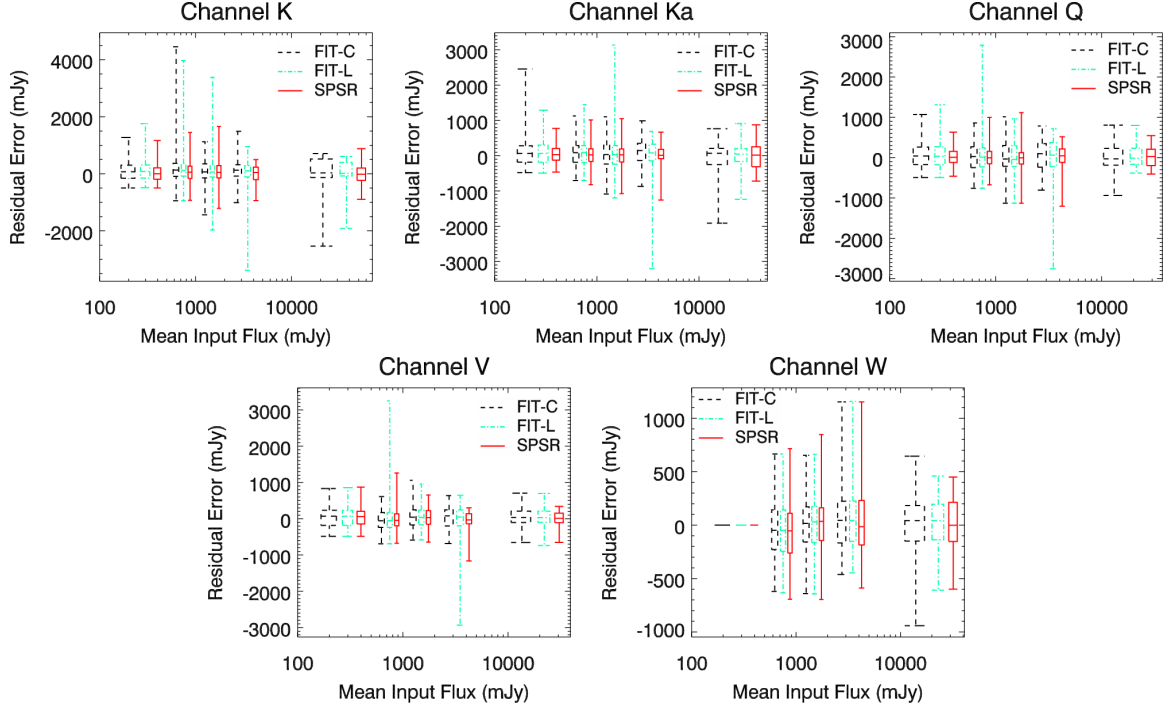 Channel K
Residual Error (mJy)
4000
2000
0
-2000
FIT-C
FIT-L
SPSR
100 1000 10000
Mean Input Flux (mJy)
Channel Ka
Residual Error (mJy)
3000
2000
1000
0
-1000
-2000
-3000
FIT-C
FIT-L
SPSR
100 1000 10000
Mean Input Flux (mJy)
Channel Q
Residual Error (mJy)
3000
2000
1000
0
-1000
-2000
-3000
FIT-C
FIT-L
SPSR
100 1000 10000
Mean Input Flux (mJy)
Channel V
Residual Error (mJy)
3000
2000
1000
0
-1000
-2000
-3000
FIT-C
FIT-L
SPSR
100 1000 10000
Mean Input Flux (mJy)
Channel W
Residual Error (mJy)
1000
500
0
-500
-1000
FIT-C
FIT-L
SPSR
100 1000 10000
Mean Input Flux (mJy)